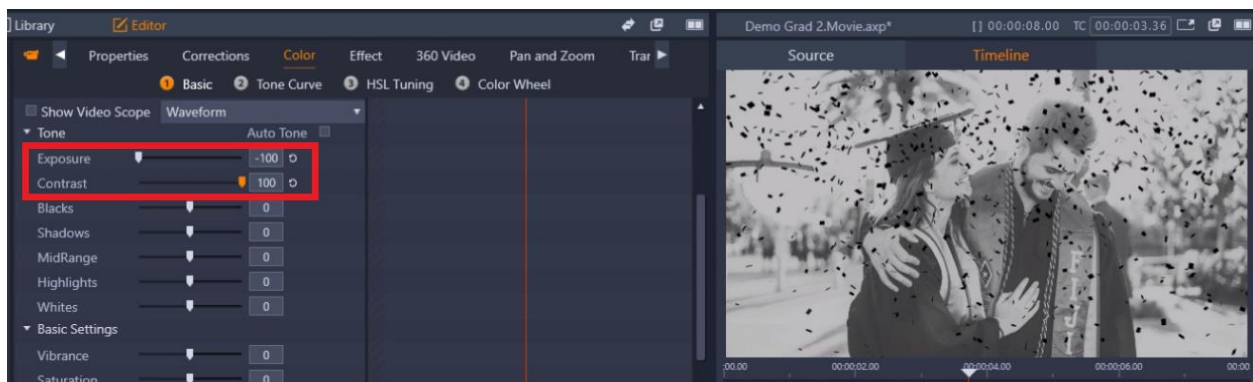 Library Editor
Properties Corrections Color Effect 360 Video Pan and Zoom Trar
1 Basic 2 Tone Curve 3 HSL Tuning 4 Color Wheel
Show Video Scope Waveform
Tone Auto Tone
Exposure -100
Contrast 100
Blacks 0
Shadows 0
MidRange 0
Highlights 0
Whites 0
Basic Settings
Vibrance 0
Saturation 0
Demo Grad 2.Movie.axp* [] 00:00:08.00 TC 00:00:03.36
Source Timeline
:00.00 00:00:02.00 00:00:04.00 00:00:06.00 00:00